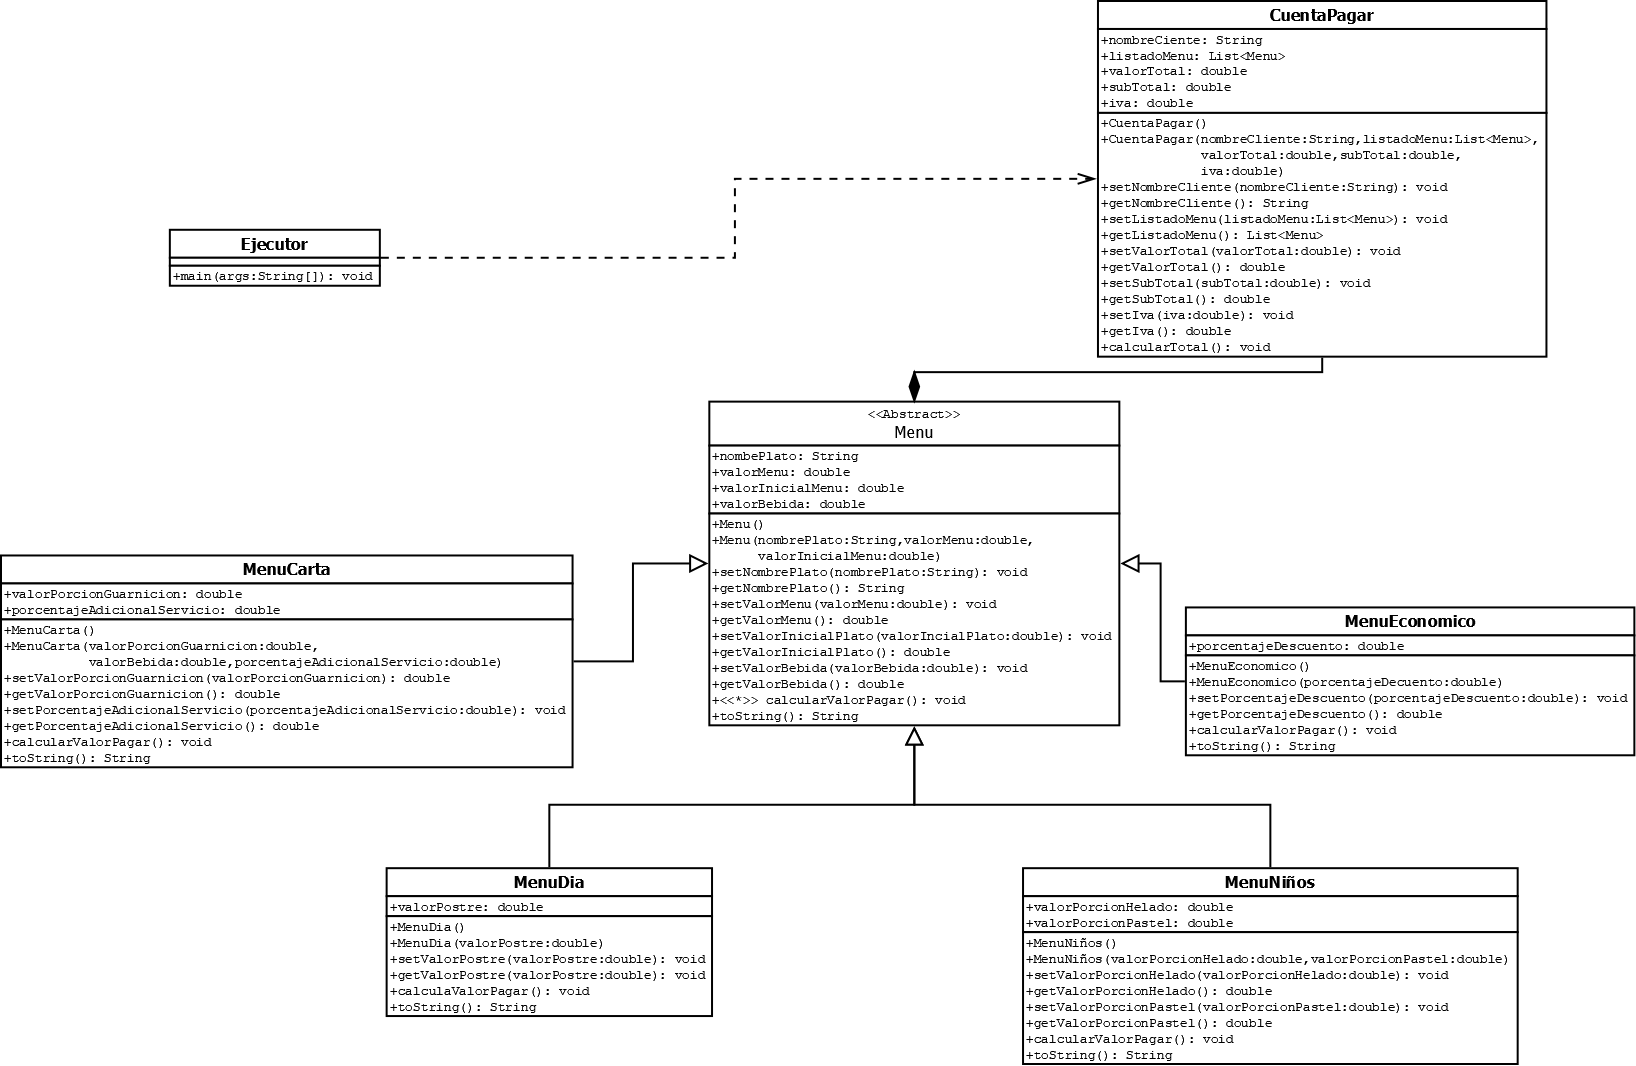 CuentaPagar
+nombreCiente: String
+listadoMenu: List<Menu>
+valorTotal: double
+subTotal: double
+iva: double
+CuentaPagar()
+CuentaPagar(nombreCliente:String,listadoMenu:List<Menu>,
valorTotal:double,subTotal:double,
iva:double)
+setNombreCliente(nombreCliente:String): void
+getNombreCliente(): String
+setListadoMenu(listadoMenu:List<Menu>): void
+getListadoMenu(): List<Menu>
+setValorTotal(valorTotal:double): void
+getValorTotal(): double
+setSubTotal(subTotal:double): void
+getSubTotal(): double
+setIva(iva:double): void
+getIva(): double
+calcularTotal(): void
Ejecutor
+main(args:String[]): void
<<Abstract>>
Menu
+nombePlato: String
+valorMenu: double
+valorInicialMenu: double
+valorBebida: double
+Menu()
+Menu(nombrePlato:String,valorMenu:double,
valorInicialMenu:double)
+setNombrePlato(nombrePlato:String): void
+getNombrePlato(): String
+setValorMenu(valorMenu:double): void
+getValorMenu(): double
+setValorInicialPlato(valorIncialPlato:double): void
+getValorInicialPlato(): double
+setValorBebida(valorBebida:double): void
+getValorBebida(): double
+<<*>> calcularValorPagar(): void
+toString(): String
MenuCarta
+valorPorcionGuarnicion: double
+porcentajeAdicionalServicio: double
+MenuCarta()
+MenuCarta(valorPorcionGuarnicion:double,
valorBebida:double,porcentajeAdicionalServicio:double)
+setValorPorcionGuarnicion(valorPorcionGuarnicion): double
+getValorPorcionGuarnicion(): double
+setPorcentajeAdicionalServicio(porcentajeAdicionalServicio:double): void
+getPorcentajeAdicionalServicio(): double
+calcularValorPagar(): void
+toString(): String
MenuEconomico
+porcentajeDescuento: double
+MenuEconomico()
+MenuEconomico(porcentajeDecuento:double)
+setPorcentajeDescuento(porcentajeDescuento:double): void
+getPorcentajeDescuento(): double
+calcularValorPagar(): void
+toString(): String
MenuDia
+valorPostre: double
+MenuDia()
+MenuDia(valorPostre:double)
+setValorPostre(valorPostre:double): void
+getValorPostre(valorPostre:double): void
+calculaValorPagar(): void
+toString(): String
MenuNiños
+valorPorcionHelado: double
+valorPorcionPastel: double
+MenuNiños()
+MenuNiños(valorPorcionHelado:double,valorPorcionPastel:double)
+setValorPorcionHelado(valorPorcionHelado:double): void
+getValorPorcionHelado(): double
+setValorPorcionPastel(valorPorcionPastel:double): void
+getValorPorcionPastel(): double
+calcularValorPagar(): void
+toString(): String